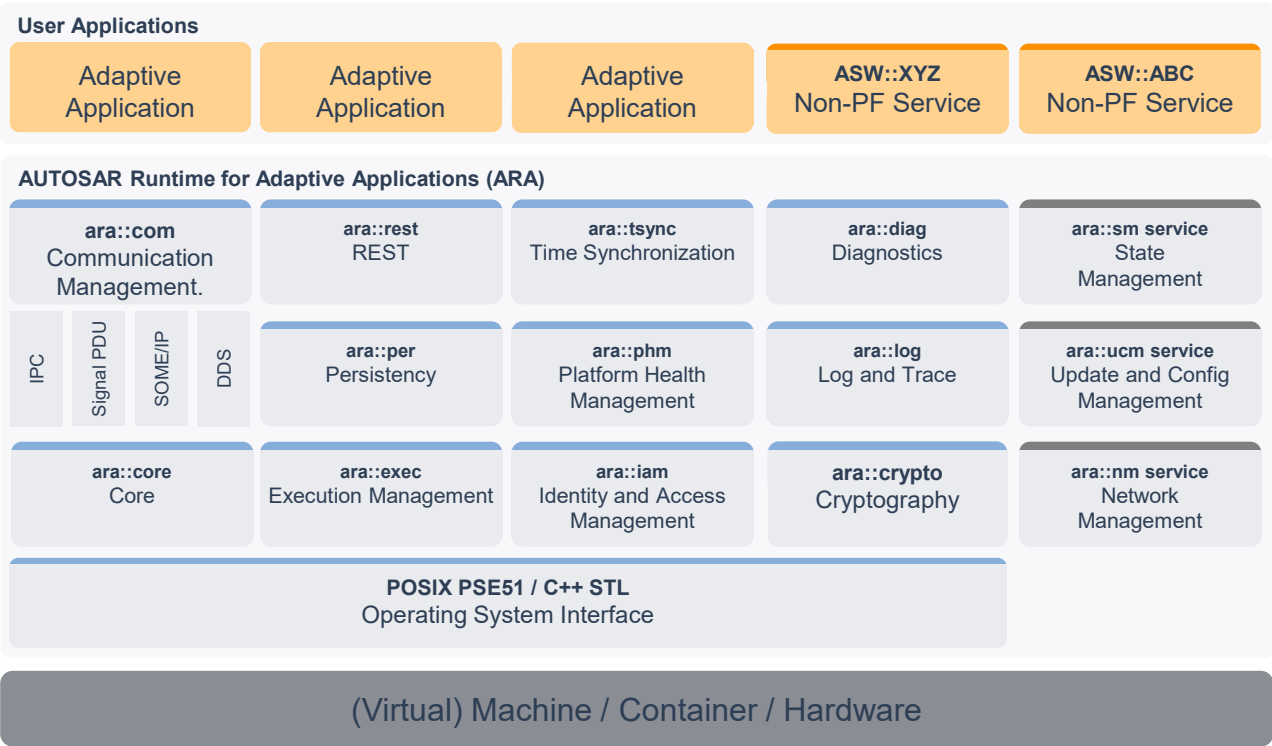 User Applications
Adaptive
Application
Adaptive
Application
Adaptive
Application
ASW::XYZ
Non-PF Service
ASW::ABC
Non-PF Service
AUTOSAR Runtime for Adaptive Applications (ARA)
ara::com
Communication
Management.
ara::rest
REST
ara::tsync
Time Synchronization
ara::diag
Diagnostics
ara::sm service
State
Management
IPC
Signal PDU
SOME/IP
DDS
ara::per
Persistency
ara::phm
Platform Health
Management
ara::log
Log and Trace
ara::ucm service
Update and Config
Management
ara::core
Core
ara::exec
Execution Management
ara::iam
Identity and Access
Management
ara::crypto
Cryptography
ara::nm service
Network
Management
POSIX PSE51 / C++ STL
Operating System Interface
(Virtual) Machine / Container / Hardware